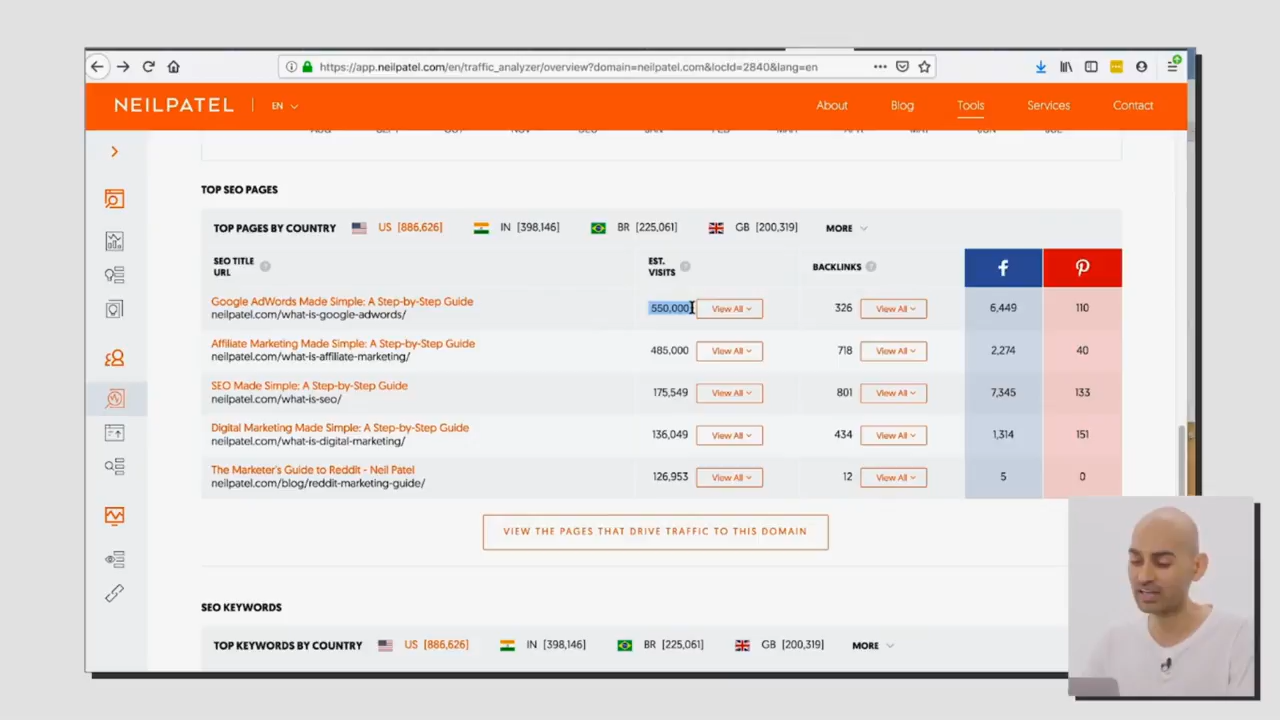 https://app.neilpatel.com/en/traffic_analyzer/overview?domain=neilpatel.com&locId=2840&lang=en
NEILPATEL EN About Blog Tools Services Contact
TOP SEO PAGES
TOP PAGES BY COUNTRY US [886,626] IN [398,146] BR [225,061] GB [200,319] MORE
SEO TITLE
URL
EST.
VISITS
BACKLINKS
Google AdWords Made Simple: A Step-by-Step Guide
neilpatel.com/what-is-google-adwords/
550,000 View All 326 View All 6,449 110
Affiliate Marketing Made Simple: A Step-by-Step Guide
neilpatel.com/what-is-affiliate-marketing/
485,000 View All 718 View All 2,274 40
SEO Made Simple: A Step-by-Step Guide
neilpatel.com/what-is-seo/
175,549 View All 801 View All 7,345 133
Digital Marketing Made Simple: A Step-by-Step Guide
neilpatel.com/what-is-digital-marketing/
136,049 View All 434 View All 1,314 151
The Marketer's Guide to Reddit - Neil Patel
neilpatel.com/blog/reddit-marketing-guide/
126,953 View All 12 View All 5 0
VIEW THE PAGES THAT DRIVE TRAFFIC TO THIS DOMAIN
SEO KEYWORDS
TOP KEYWORDS BY COUNTRY US [886,626] IN [398,146] BR [225,061] GB [200,319] MORE